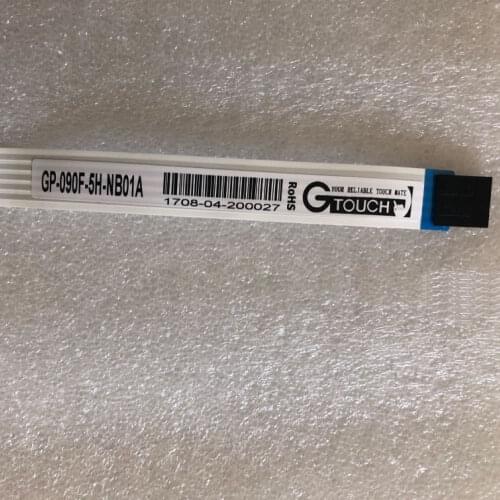 GP-090F-5H-NB01A
1708-04-200027
RoHS
YOUR RELIABLE TOUCH MATE
G TOUCH